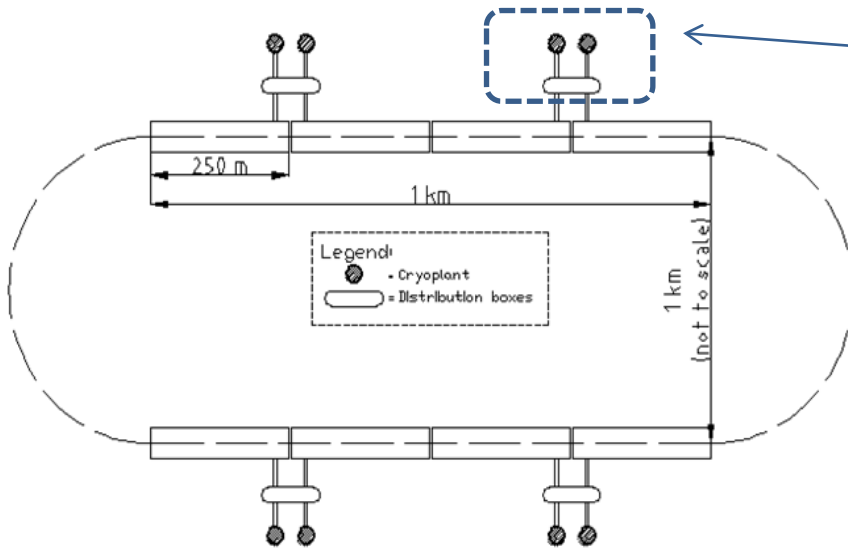 250 m
1 km
Legend:
- Cryoplant
= Distribution boxes
1 km
(not to scale)